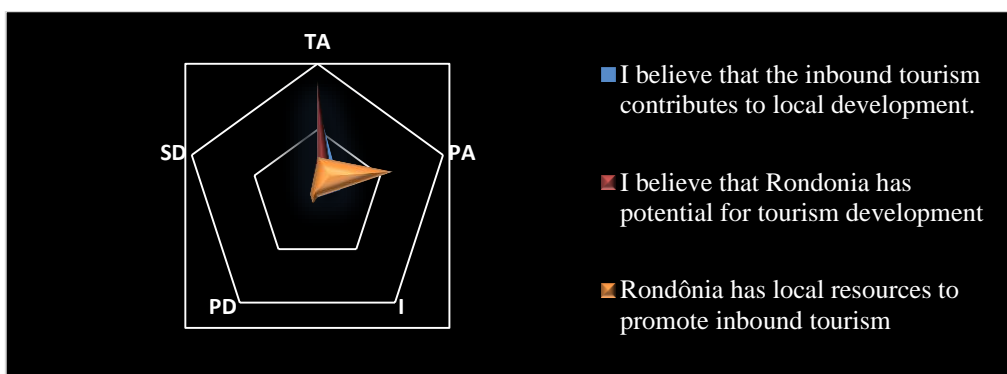 TA
SD
PA
PD
I
I believe that the inbound tourism
contributes to local development.
I believe that Rondonia has
potential for tourism development
Rondônia has local resources to
promote inbound tourism